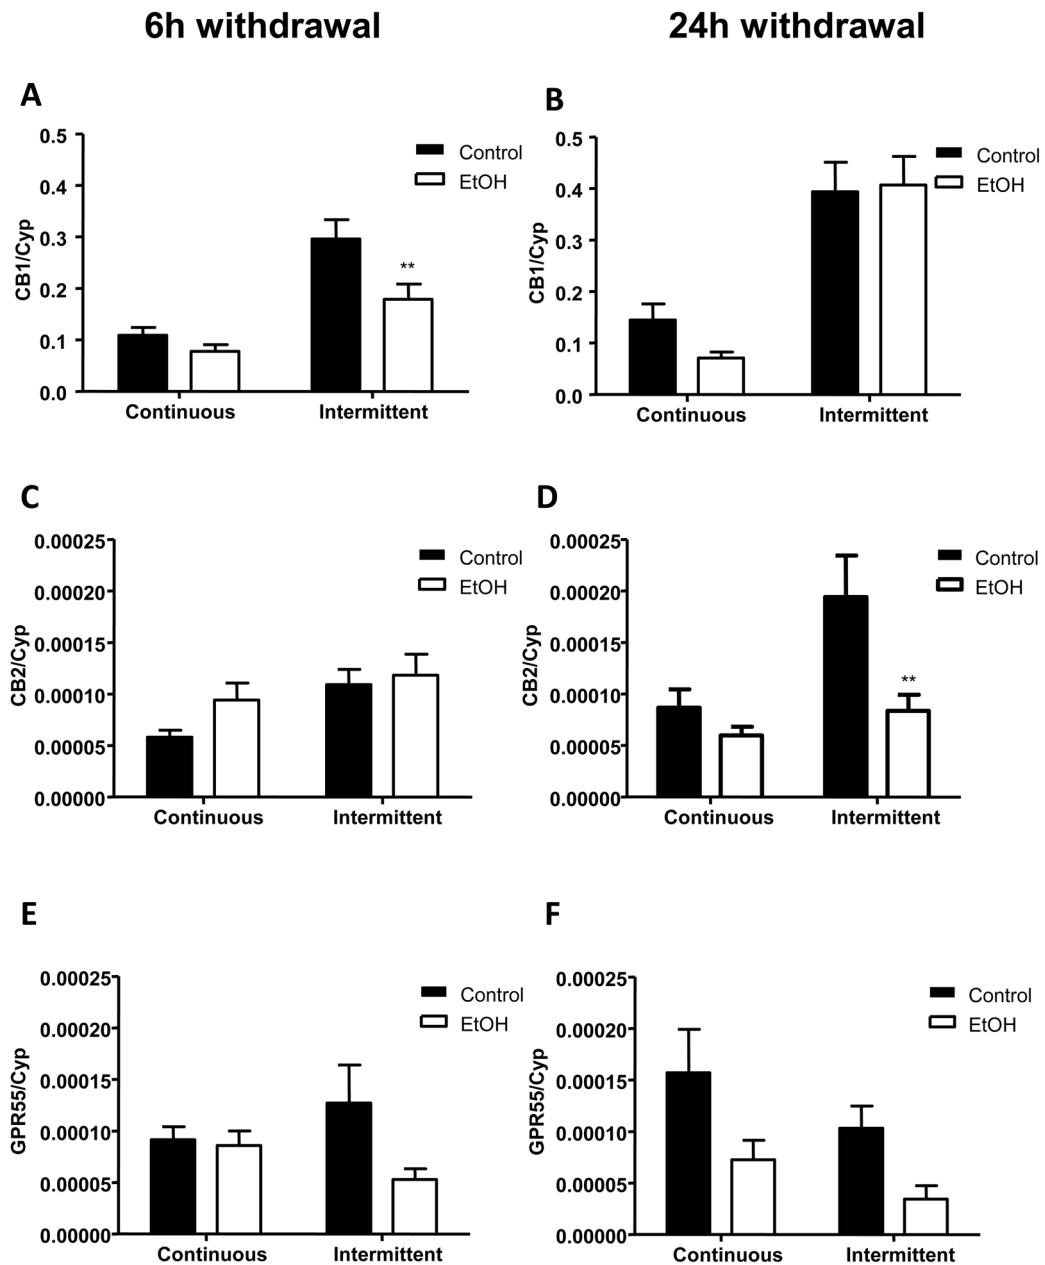 6h withdrawal
24h withdrawal
A
CB1/Cyp
0.5
0.4
0.3
0.2
0.1
0.0
Control
EtOH
**
Continuous
Intermittent
B
CB1/Cyp
0.5
0.4
0.3
0.2
0.1
0.0
Control
EtOH
Continuous
Intermittent
C
CB2/Cyp
0.00025
0.00020
0.00015
0.00010
0.00005
0.00000
Control
EtOH
Continuous
Intermittent
D
CB2/Cyp
0.00025
0.00020
0.00015
0.00010
0.00005
0.00000
Control
EtOH
**
Continuous
Intermittent
E
GPR55/Cyp
0.00025
0.00020
0.00015
0.00010
0.00005
0.00000
Control
EtOH
Continuous
Intermittent
F
GPR55/Cyp
0.00025
0.00020
0.00015
0.00010
0.00005
0.00000
Control
EtOH
Continuous
Intermittent